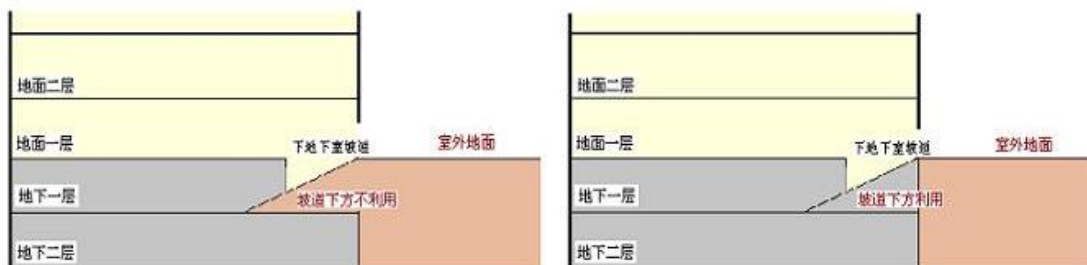 地面二层
地面一层
下地下室坡道
室外地面
地下一层
坡道下方不利用
地下二层
地面二层
地面一层
下地下室坡道
室外地面
地下一层
坡道下方利用
地下二层